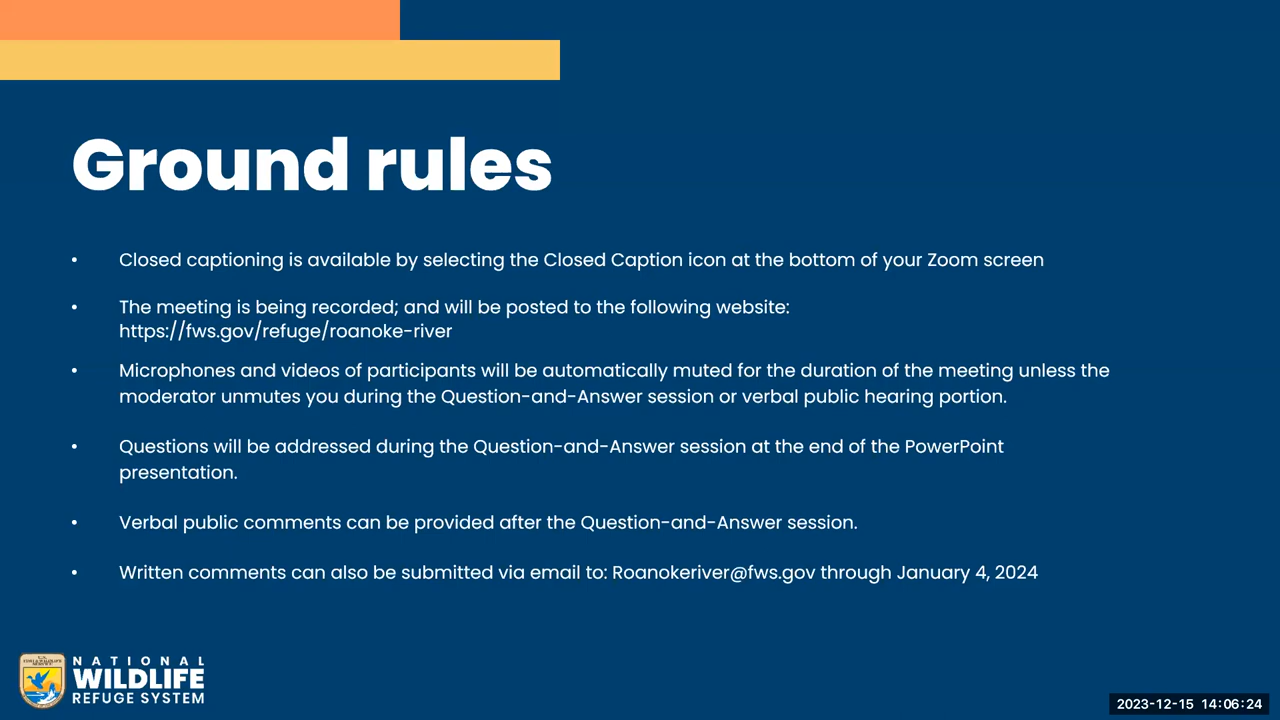 Ground rules
• Closed captioning is available by selecting the Closed Caption icon at the bottom of your Zoom screen
• The meeting is being recorded; and will be posted to the following website:
https://fws.gov/refuge/roanoke-river
• Microphones and videos of participants will be automatically muted for the duration of the meeting unless the
moderator unmutes you during the Question-and-Answer session or verbal public hearing portion.
• Questions will be addressed during the Question-and-Answer session at the end of the PowerPoint
presentation.
• Verbal public comments can be provided after the Question-and-Answer session.
• Written comments can also be submitted via email to: Roanokeriver@fws.gov through January 4, 2024
NATIONAL
WILDLIFE
REFUGE SYSTEM
2023-12-15 14:06:24